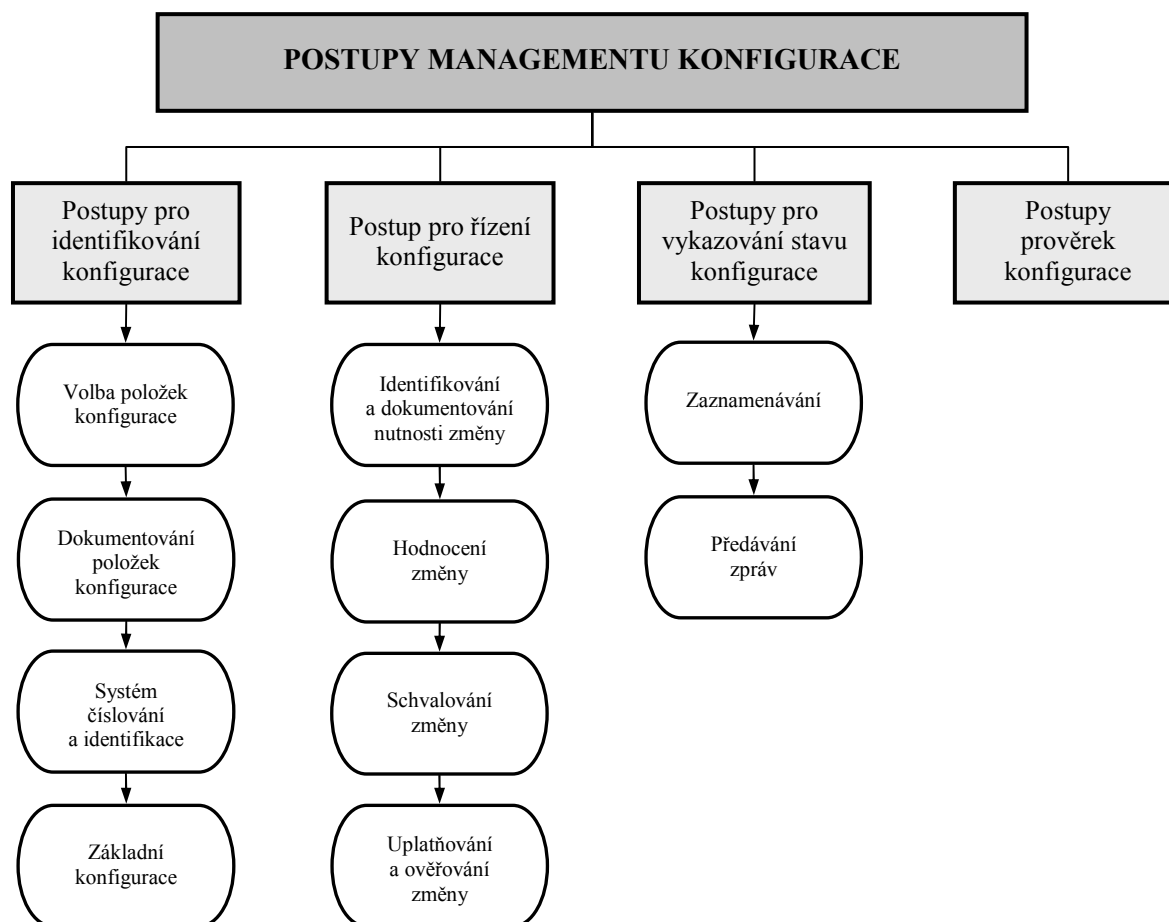 POSTUPY MANAGEMENTU KONFIGURACE
Postupy pro
identifikování
konfigurace
Postup pro řízení
konfigurace
Postupy pro
vykazování stavu
konfigurace
Postupy
prověrek
konfigurace
Volba položek
konfigurace
Dokumentování
položek
konfigurace
Systém
číslování
a identifikace
Základní
konfigurace
Identifikování
a dokumentování
nutnosti změny
Hodnocení
změny
Schvalování
změny
Uplatňování
a ověřování
změny
Zaznamenávání
Předávání
zpráv